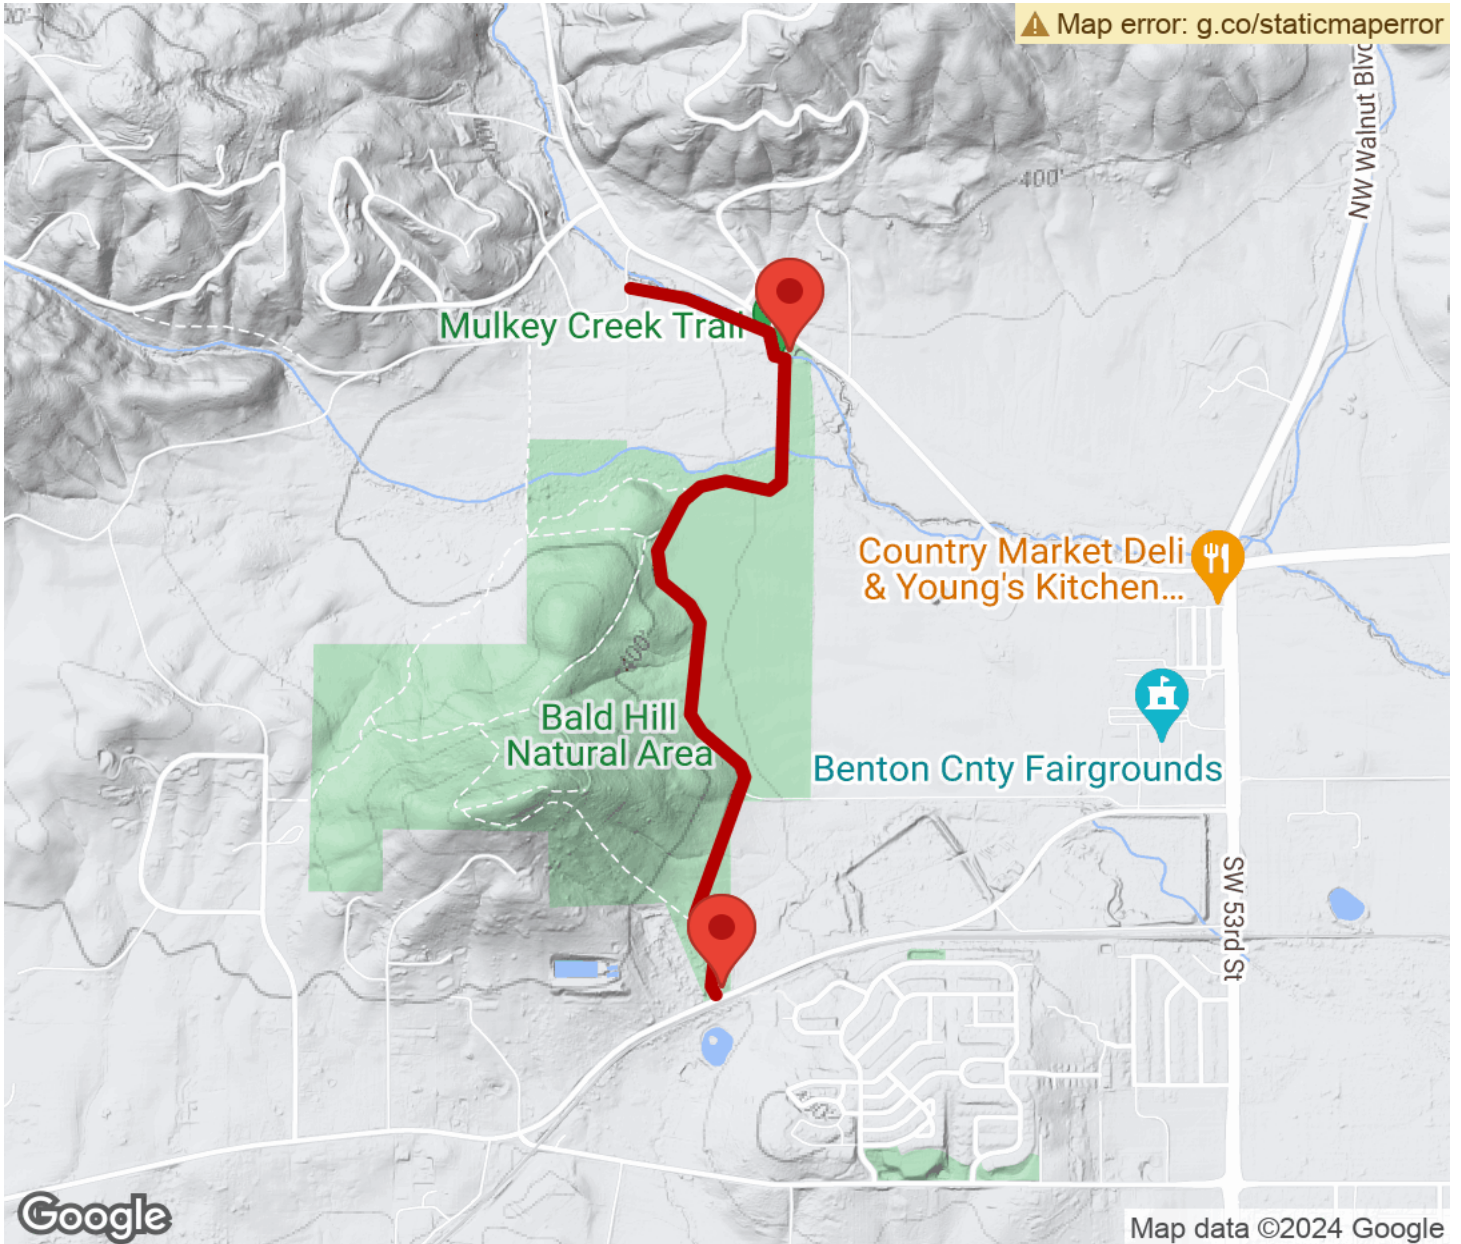 Map error: g.co/staticmaperror
NW Walnut Blvd
400'
Mulkey Creek Trail
Country Market Deli
& Young's Kitchen...
400'
Bald Hill
Natural Area
Benton Cnty Fairgrounds
SW 53rd St
Google
Map data ©2024 Google